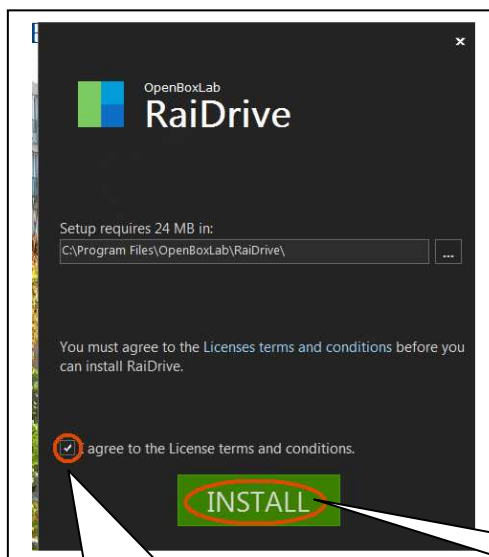 OpenBoxLab
RaiDrive
Setup requires 24 MB in:
C:\Program Files\OpenBoxLab\RaiDrive\
...
You must agree to the Licenses terms and conditions before you
can install RaiDrive.
agree to the License terms and conditions.
INSTALL